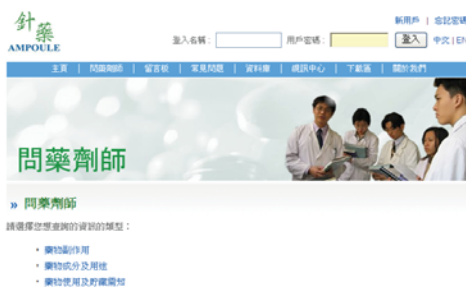 針藥
AMPOULE
新用戶 | 忘記密碼
登入名稱： 用戶密碼： 登入 中文 | EN
主頁 | 問藥劑師 | 留言板 | 常見問題 | 資料庫 | 視訊中心 | 下載區 | 關於我們
問藥劑師
» 問藥劑師
請選擇您想查詢的資訊的類型：
• 藥物副作用
• 藥物成分及用途
• 藥物使用及貯藏需知